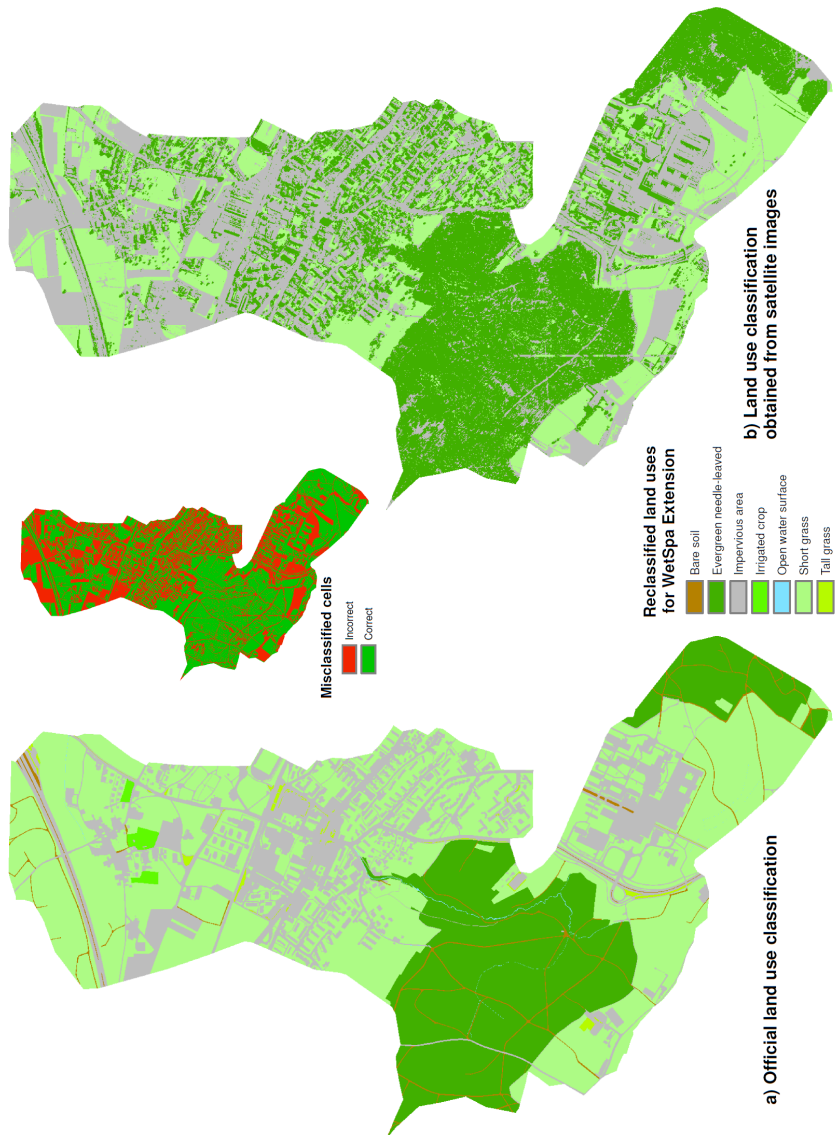 Misclassified cells
Incorrect
Correct
Reclassified land uses
for WetSpa Extension
Bare soil
Evergreen needle-leaved
Impervious area
Irrigated crop
Open water surface
Short grass
Tall grass
a) Official land use classification
b) Land use classification
obtained from satellite images